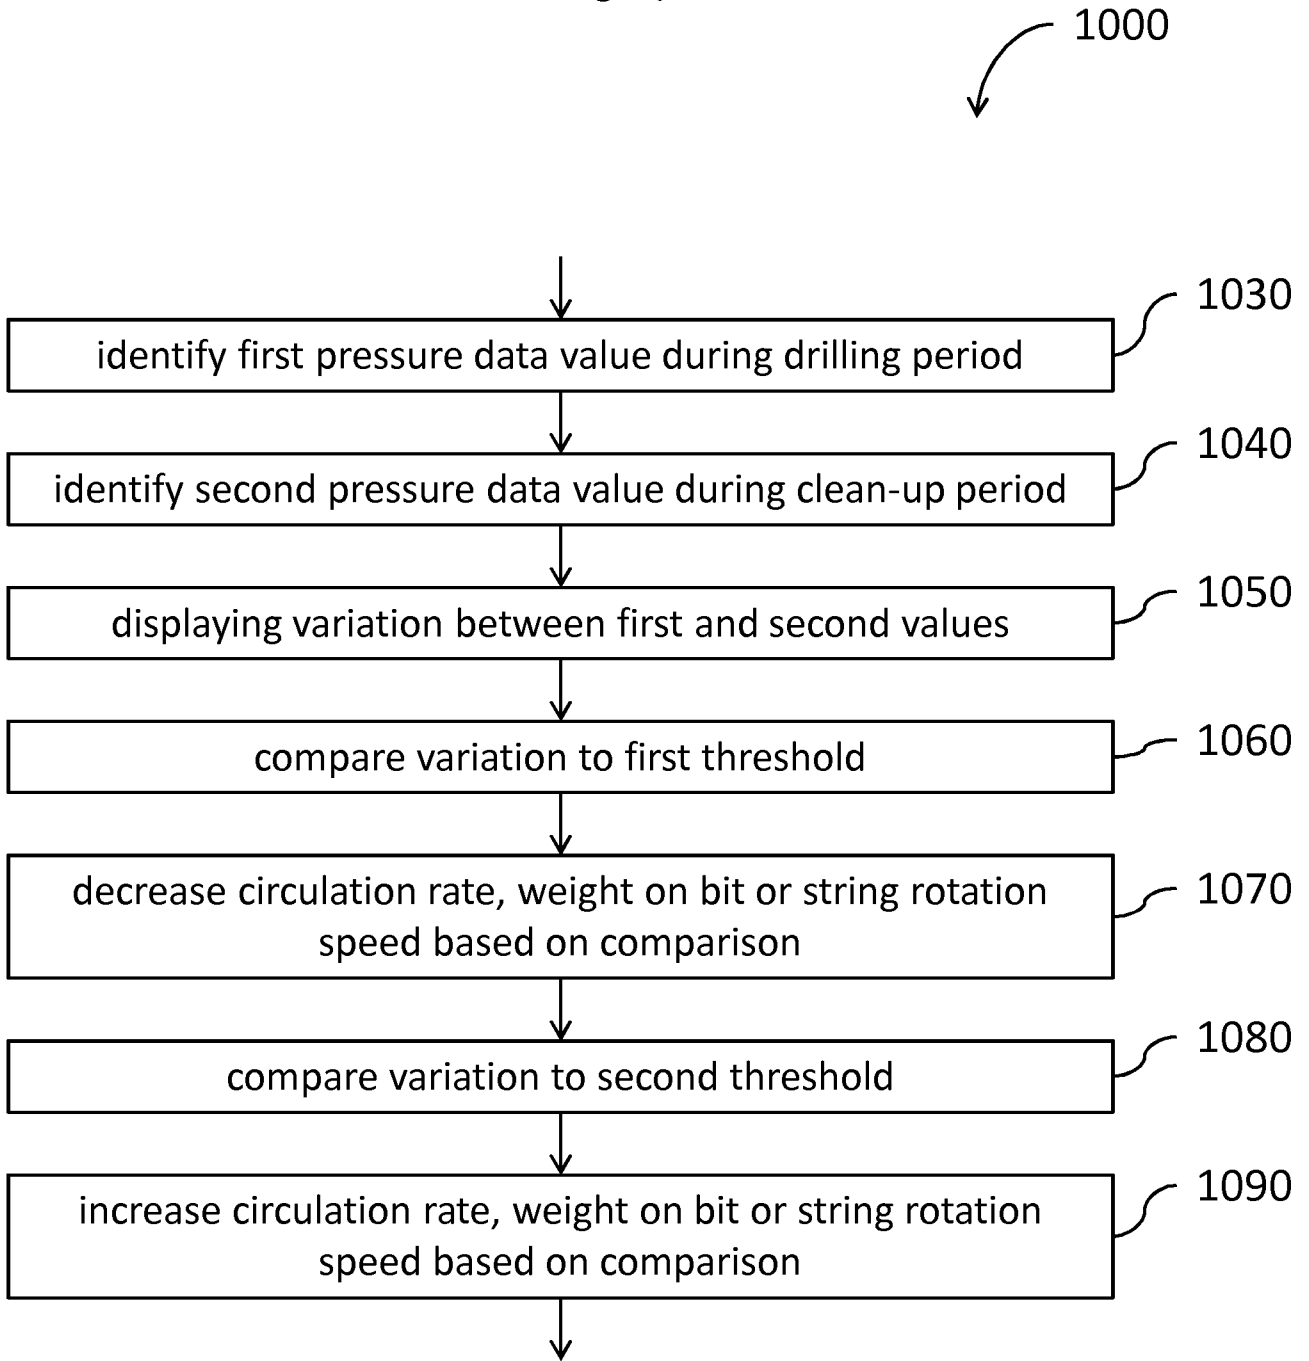 1000
1030
identify first pressure data value during drilling period
1040
identify second pressure data value during clean-up period
1050
displaying variation between first and second values
1060
compare variation to first threshold
1070
decrease circulation rate, weight on bit or string rotation
speed based on comparison
1080
compare variation to second threshold
1090
increase circulation rate, weight on bit or string rotation
speed based on comparison